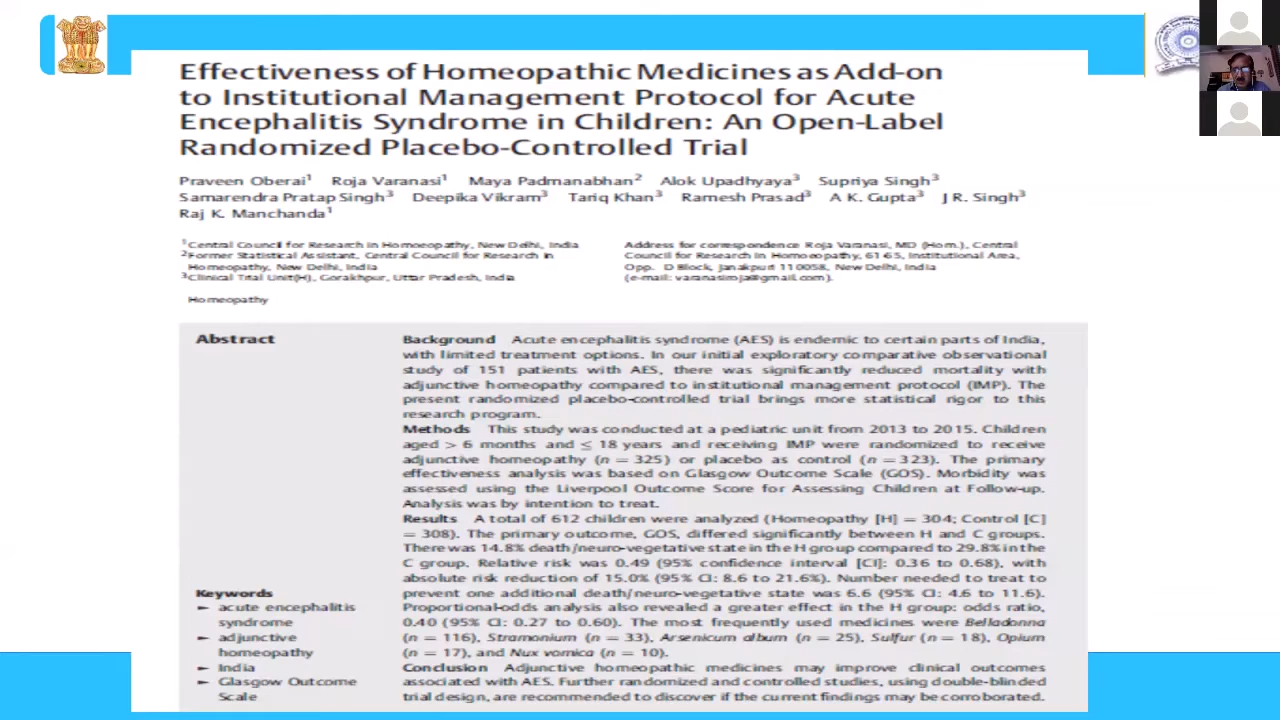 Effectiveness of Homeopathic Medicines as Add-on
to Institutional Management Protocol for Acute
Encephalitis Syndrome in Children: An Open-Label
Randomized Placebo-Controlled Trial
Praveen Oberai1 Roja Varanasi1 Maya Padmanabhan2 Alok Upadhyaya3 Supriya Singh3
Samarendra Pratap Singh3 Deepika Vikram3 Tariq Khan3 Ramesh Prasad3 A K. Gupta3 J R. Singh3
Raj K. Manchanda1
1 Central Council for Research in Homoeopathy, New Delhi, India
2 Former Statistical Assistant, Central Council for Research in
Homeopathy, New Delhi, India
3 Clinical Trial Unit(H), Gorakhpur, Uttar Pradesh, India
Address for correspondence Roja Varanasi, MD (Hom.), Central
Council for Research in Homoeopathy, 61-65, Institutional Area,
Opp. D Block, Janakpuri 110058, New Delhi, India
(e-mail: varanasiroja@gmail.com).
Homeopathy
Abstract
Background Acute encephalitis syndrome (AES) is endemic to certain parts of India,
with limited treatment options. In our initial exploratory comparative observational
study of 151 patients with AES, there was significantly reduced mortality with
adjunctive homeopathy compared to institutional management protocol (IMP). The
present randomized placebo-controlled trial brings more statistical rigor to this
research program.
Methods This study was conducted at a pediatric unit from 2013 to 2015. Children
aged > 6 months and ≤ 18 years and receiving IMP were randomized to receive
adjunctive homeopathy (n = 325) or placebo as control (n = 323). The primary
effectiveness analysis was based on Glasgow Outcome Scale (GOS). Morbidity was
assessed using the Liverpool Outcome Score for Assessing Children at Follow-up.
Analysis was by intention to treat.
Results A total of 612 children were analyzed (Homeopathy [H] = 304; Control [C]
= 308). The primary outcome, GOS, differed significantly between H and C groups.
There was 14.8% death/neuro-vegetative state in the H group compared to 29.8% in the
C group. Relative risk was 0.49 (95% confidence interval [CI]: 0.36 to 0.68), with
absolute risk reduction of 15.0% (95% CI: 8.6 to 21.6%). Number needed to treat to
prevent one additional death/neuro-vegetative state was 6.6 (95% CI: 4.6 to 11.6).
Proportional-odds analysis also revealed a greater effect in the H group: odds ratio,
0.40 (95% CI: 0.27 to 0.60). The most frequently used medicines were Belladonna
(n = 116), Stramonium (n = 33), Arsenicum album (n = 25), Sulfur (n = 18), Opium
(n = 17), and Nux vomica (n = 10).
Conclusion Adjunctive homeopathic medicines may improve clinical outcomes
associated with AES. Further randomized and controlled studies, using double-blinded
trial design, are recommended to discover if the current findings may be corroborated.
Keywords
► acute encephalitis
syndrome
► adjunctive
homeopathy
► India
► Glasgow Outcome
Scale